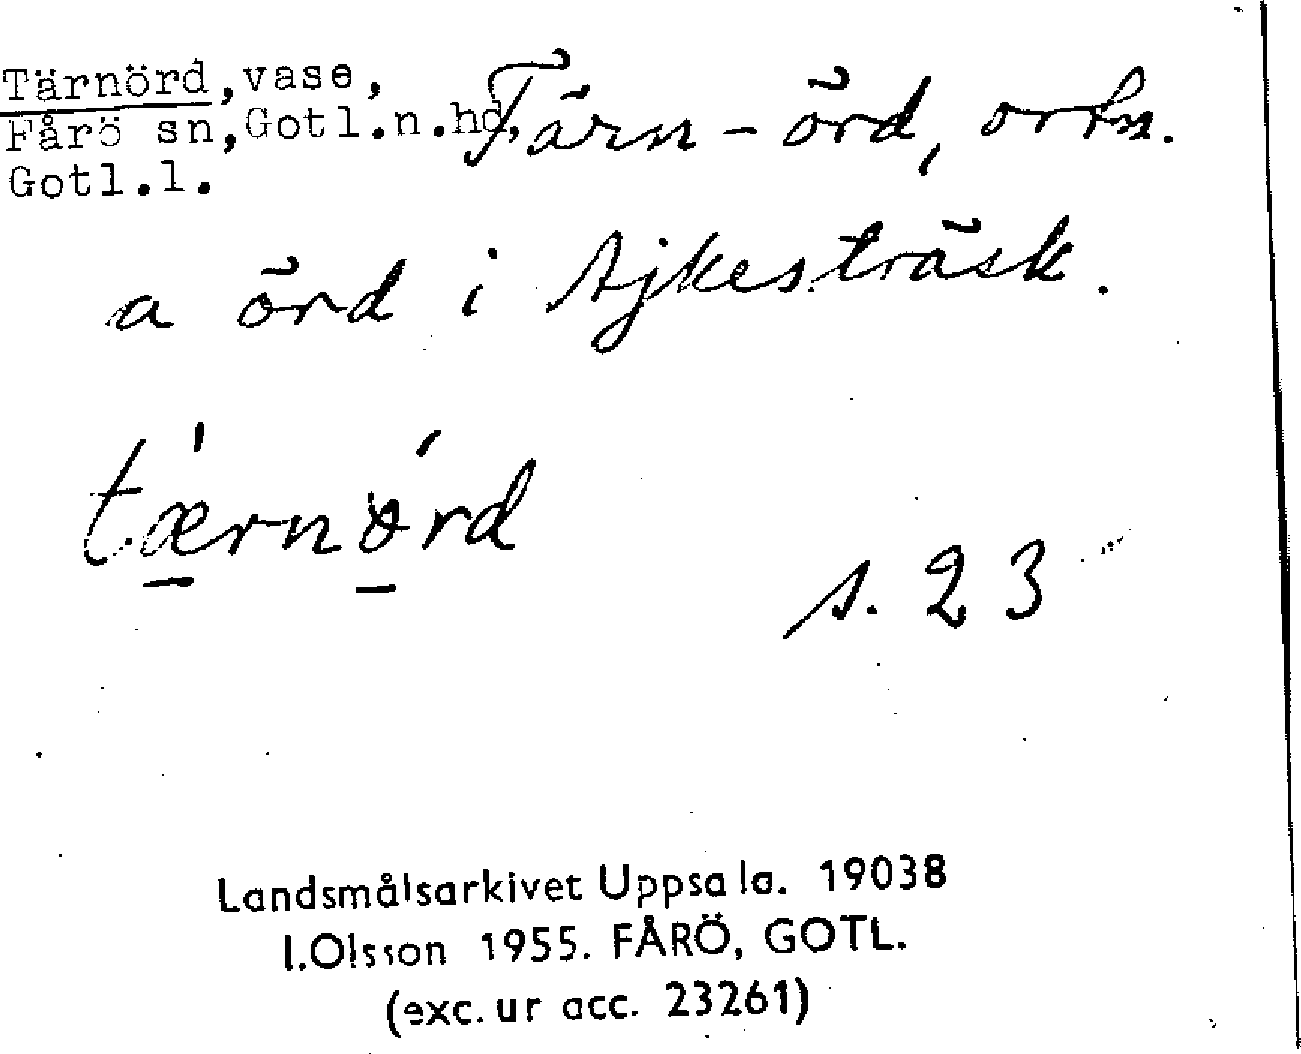 Tärnörd, vase,
Fårö sn, Gotl.n.hd,
Gotl.l.
Tärn-örd, ortn.
a örd i Ajkesträsk.
tærnörd
s. 23
Landsmålsarkivet Uppsala. 19038
I.Olsson 1955. FÅRÖ, GOTL.
(exc. ur acc. 23261)